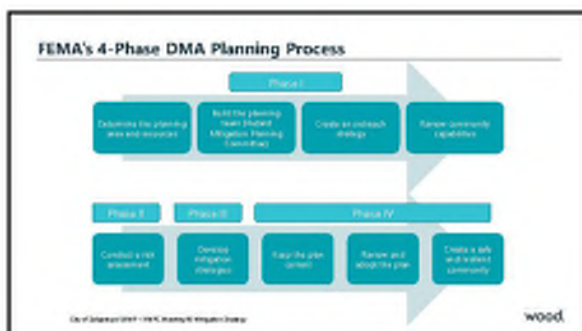 FEMA's 4-Phase DMA Planning Process
Phase I
Determine the planning
area and resources
Build the planning
team (Hazard
Mitigation Planning
Committee)
Create an outreach
strategy
Review community
capabilities
Phase II
Phase III
Phase IV
Conduct a risk
assessment
Develop
mitigation
strategies
Keep the plan
current
Review and
adopt the plan
Create a safe
and resilient
community
Mitigation Strategy
wood.